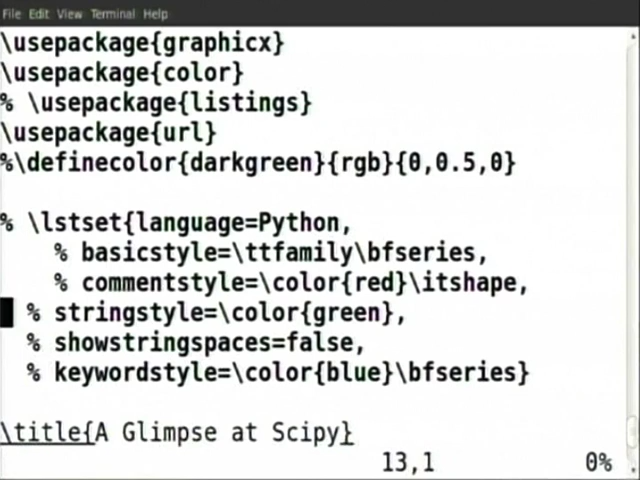 File Edit View Terminal Help
\usepackage{graphicx}
\usepackage{color}
% \usepackage{listings}
\usepackage{url}
%\definecolor{darkgreen}{rgb}{0,0.5,0}
% \lstset{language=Python,
% basicstyle=\ttfamily\bfseries,
% commentstyle=\color{red}\itshape,
% stringstyle=\color{green},
% showstringspaces=false,
% keywordstyle=\color{blue}\bfseries}
\title{A Glimpse at Scipy}
13,1 0%